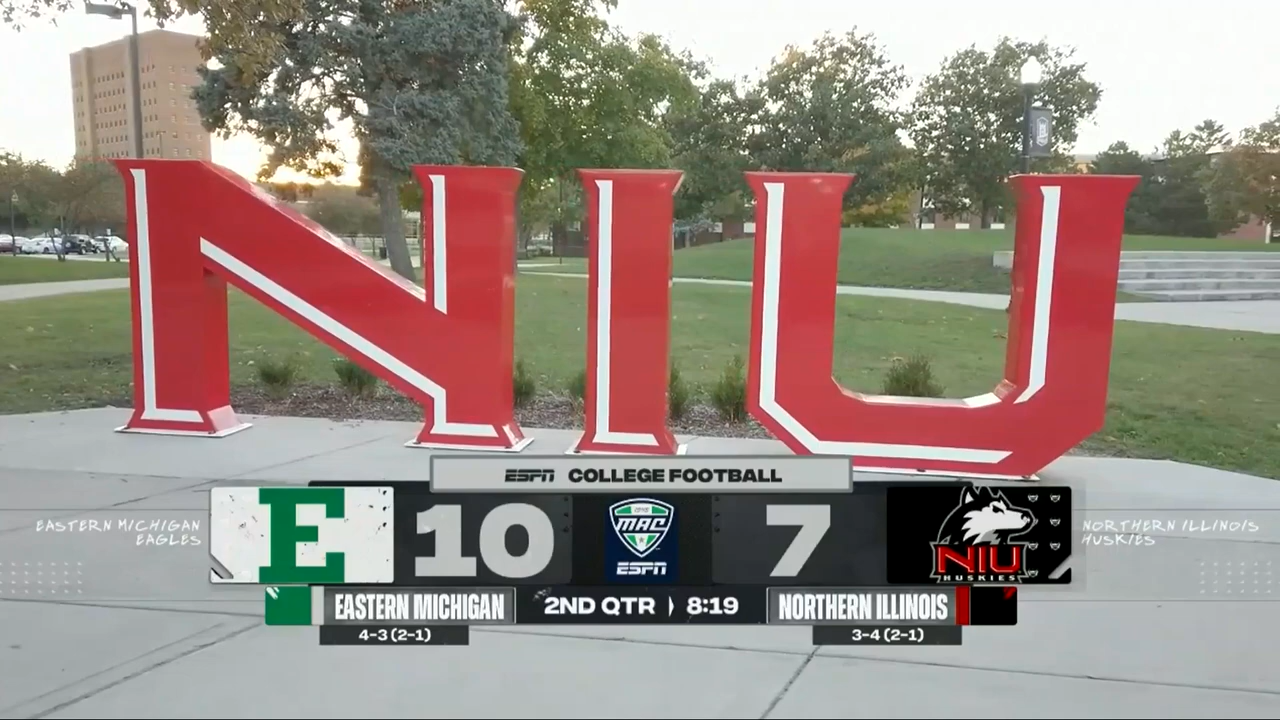 NIU
ESPN COLLEGE FOOTBALL
EASTERN MICHIGAN
EAGLES
E
10
MAC
ESPN
7
NIU
HUSKIES
NORTHERN ILLINOIS
HUSKIES
EASTERN MICHIGAN
2ND QTR
8:19
NORTHERN ILLINOIS
4-3 (2-1)
3-4 (2-1)